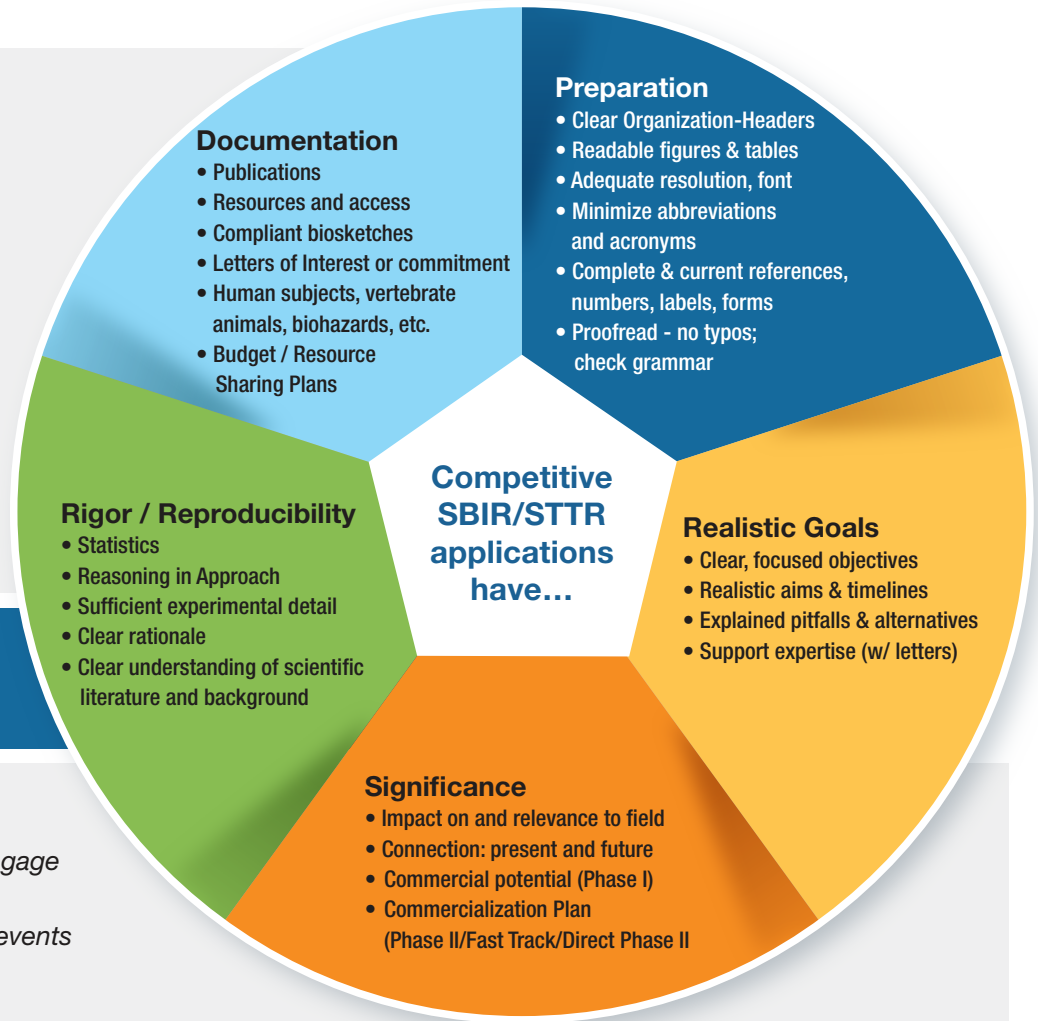 Preparation
• Clear Organization-Headers
• Readable figures & tables
• Adequate resolution, font
• Minimize abbreviations
and acronyms
• Complete & current references,
numbers, labels, forms
• Proofread - no typos;
check grammar
Documentation
• Publications
• Resources and access
• Compliant biosketches
• Letters of Interest or commitment
• Human subjects, vertebrate
animals, biohazards, etc.
• Budget / Resource
Sharing Plans
Competitive
SBIR/STTR
applications
have...
Rigor / Reproducibility
• Statistics
• Reasoning in Approach
• Sufficient experimental detail
• Clear rationale
• Clear understanding of scientific
literature and background
Realistic Goals
• Clear, focused objectives
• Realistic aims & timelines
• Explained pitfalls & alternatives
• Support expertise (w/ letters)
Significance
• Impact on and relevance to field
• Connection: present and future
• Commercial potential (Phase I)
• Commercialization Plan
(Phase II/Fast Track/Direct Phase II
gage
events